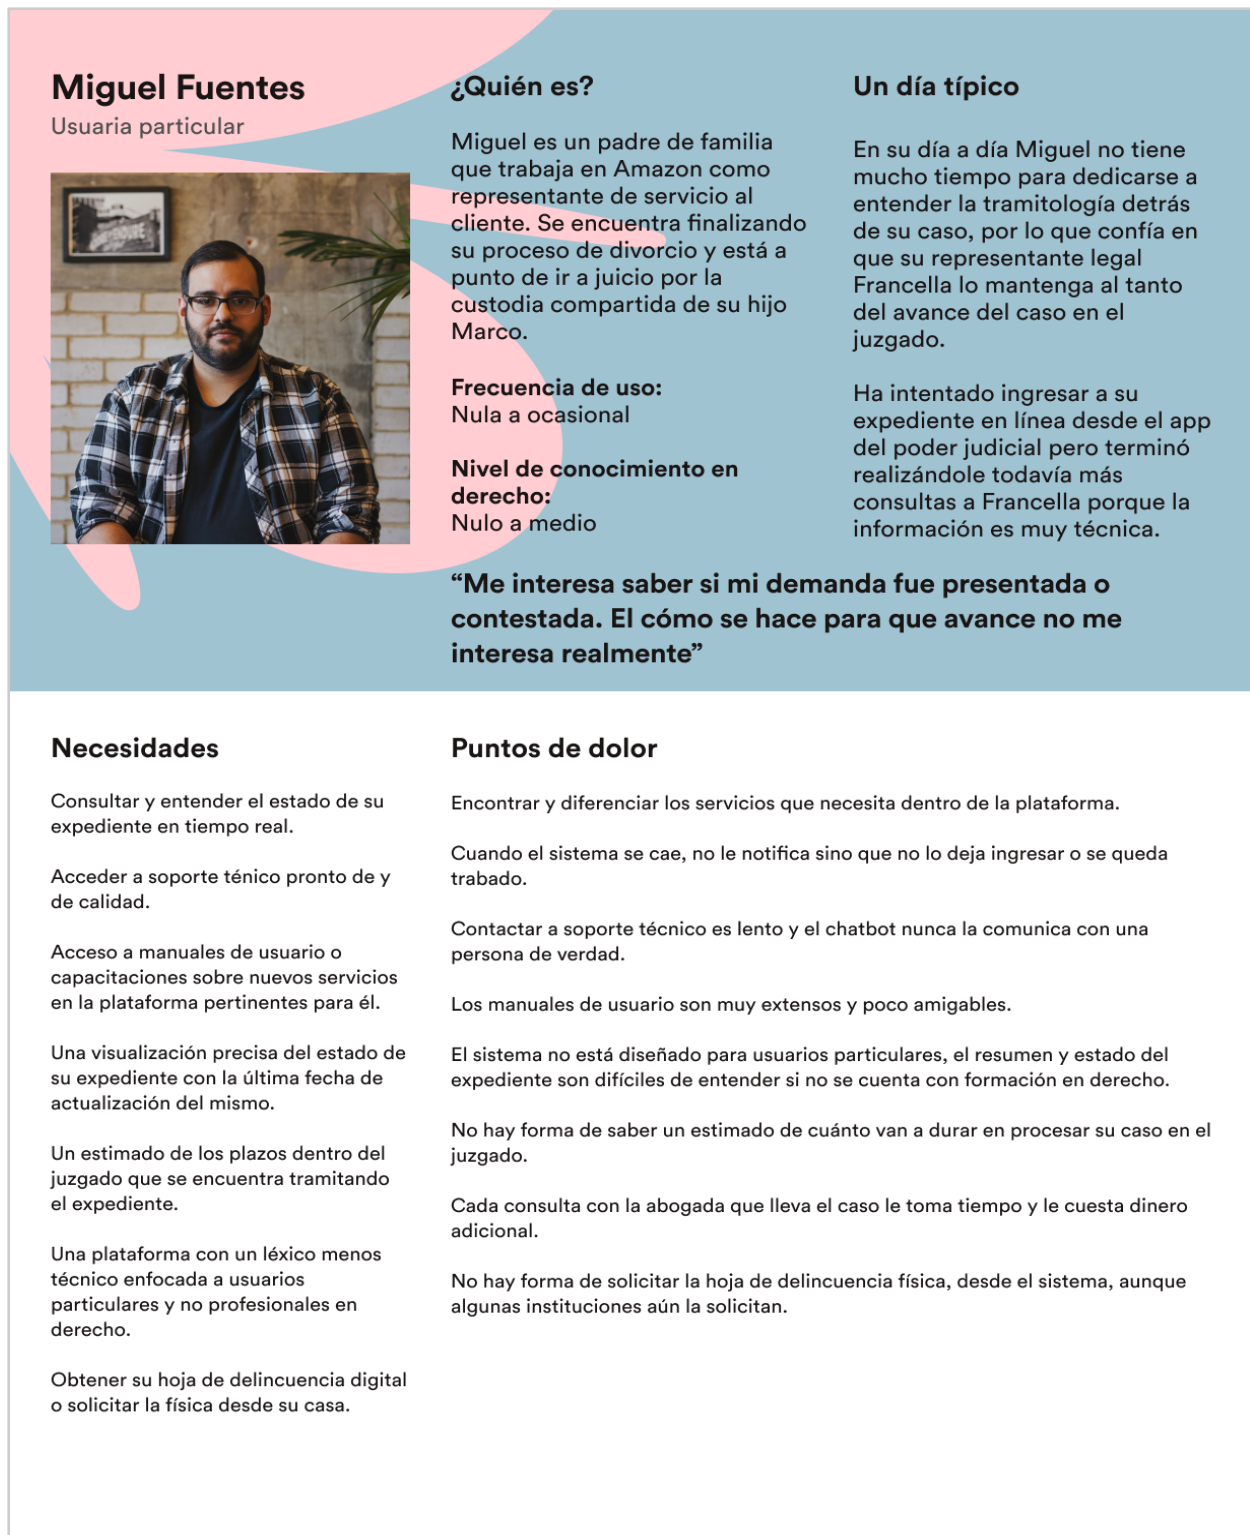 Miguel Fuentes
Usuaria particular
¿Quién es?
Miguel es un padre de familia
que trabaja en Amazon como
representante de servicio al
cliente. Se encuentra finalizando
su proceso de divorcio y está a
punto de ir a juicio por la
custodia compartida de su hijo
Marco.
Frecuencia de uso:
Nula a ocasional
Nivel de conocimiento en
derecho:
Nulo a medio
Un día típico
En su día a día Miguel no tiene
mucho tiempo para dedicarse a
entender la tramitología detrás
de su caso, por lo que confía en
que su representante legal
Francella lo mantenga al tanto
del avance del caso en el
juzgado.
Ha intentado ingresar a su
expediente en línea desde el app
del poder judicial pero terminó
realizándole todavía más
consultas a Francella porque la
información es muy técnica.
“Me interesa saber si mi demanda fue presentada o
contestada. El cómo se hace para que avance no me
interesa realmente”
Necesidades
Consultar y entender el estado de su
expediente en tiempo real.
Acceder a soporte ténico pronto de y
de calidad.
Acceso a manuales de usuario o
capacitaciones sobre nuevos servicios
en la plataforma pertinentes para él.
Una visualización precisa del estado de
su expediente con la última fecha de
actualización del mismo.
Un estimado de los plazos dentro del
juzgado que se encuentra tramitando
el expediente.
Una plataforma con un léxico menos
técnico enfocada a usuarios
particulares y no profesionales en
derecho.
Obtener su hoja de delincuencia digital
o solicitar la física desde su casa.
Puntos de dolor
Encontrar y diferenciar los servicios que necesita dentro de la plataforma.
Cuando el sistema se cae, no le notifica sino que no lo deja ingresar o se queda
trabado.
Contactar a soporte técnico es lento y el chatbot nunca la comunica con una
persona de verdad.
Los manuales de usuario son muy extensos y poco amigables.
El sistema no está diseñado para usuarios particulares, el resumen y estado del
expediente son difíciles de entender si no se cuenta con formación en derecho.
No hay forma de saber un estimado de cuánto van a durar en procesar su caso en el
juzgado.
Cada consulta con la abogada que lleva el caso le toma tiempo y le cuesta dinero
adicional.
No hay forma de solicitar la hoja de delincuencia física, desde el sistema, aunque
algunas instituciones aún la solicitan.